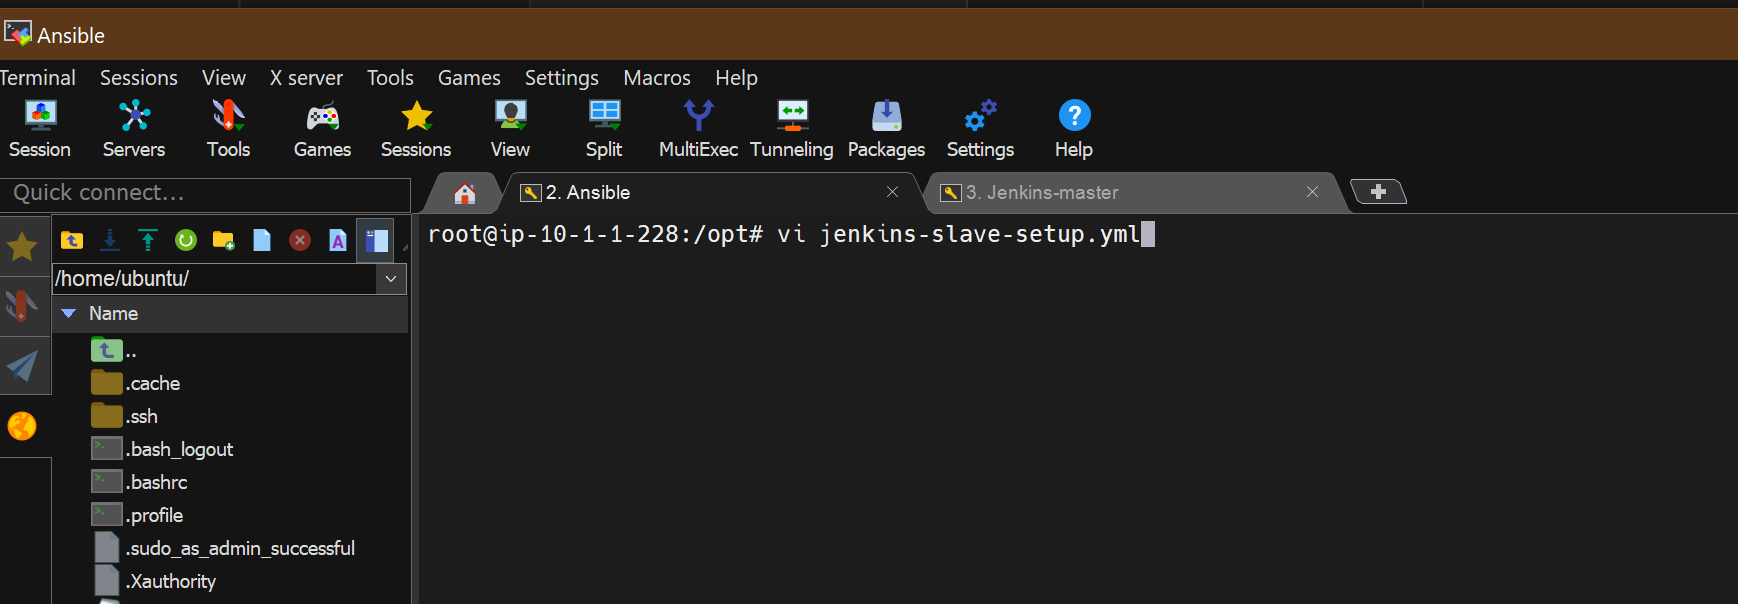 Ansible
Terminal Sessions View X server Tools Games Settings Macros Help
Session Servers Tools Games Sessions View Split MultiExec Tunneling Packages Settings Help
Quick connect...
2. Ansible
3. Jenkins-master
root@ip-10-1-1-228:/opt# vi jenkins-slave-setup.yml
/home/ubuntu/
Name
..
.cache
.ssh
.bash_logout
.bashrc
.profile
.sudo_as_admin_successful
.Xauthority